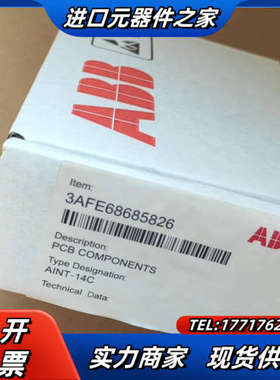 进口元器件之家
ABB
Item:
3AFE68685826
ABB
Description:
PCB COMPONENTS
Type Designation:
AINT-14C
Technical Data:
开
票
TEL:1771762
实力商家 现货供